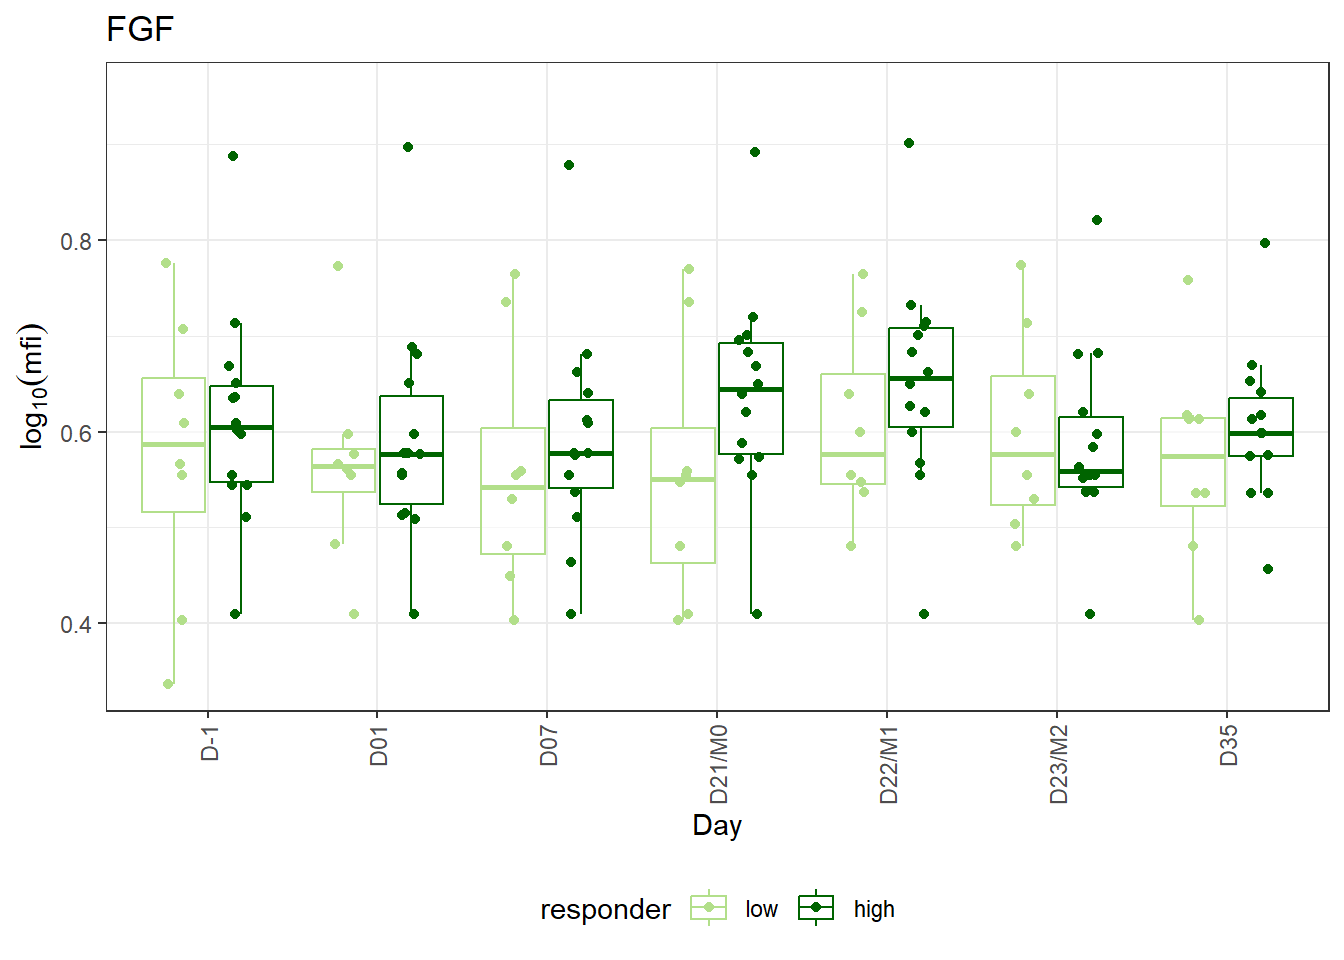 FGF
log10(mfi)
0.8
0.6
0.4
D-1 D01 D07 D21/M0 D22/M1 D23/M2 D35
Day
responder low high